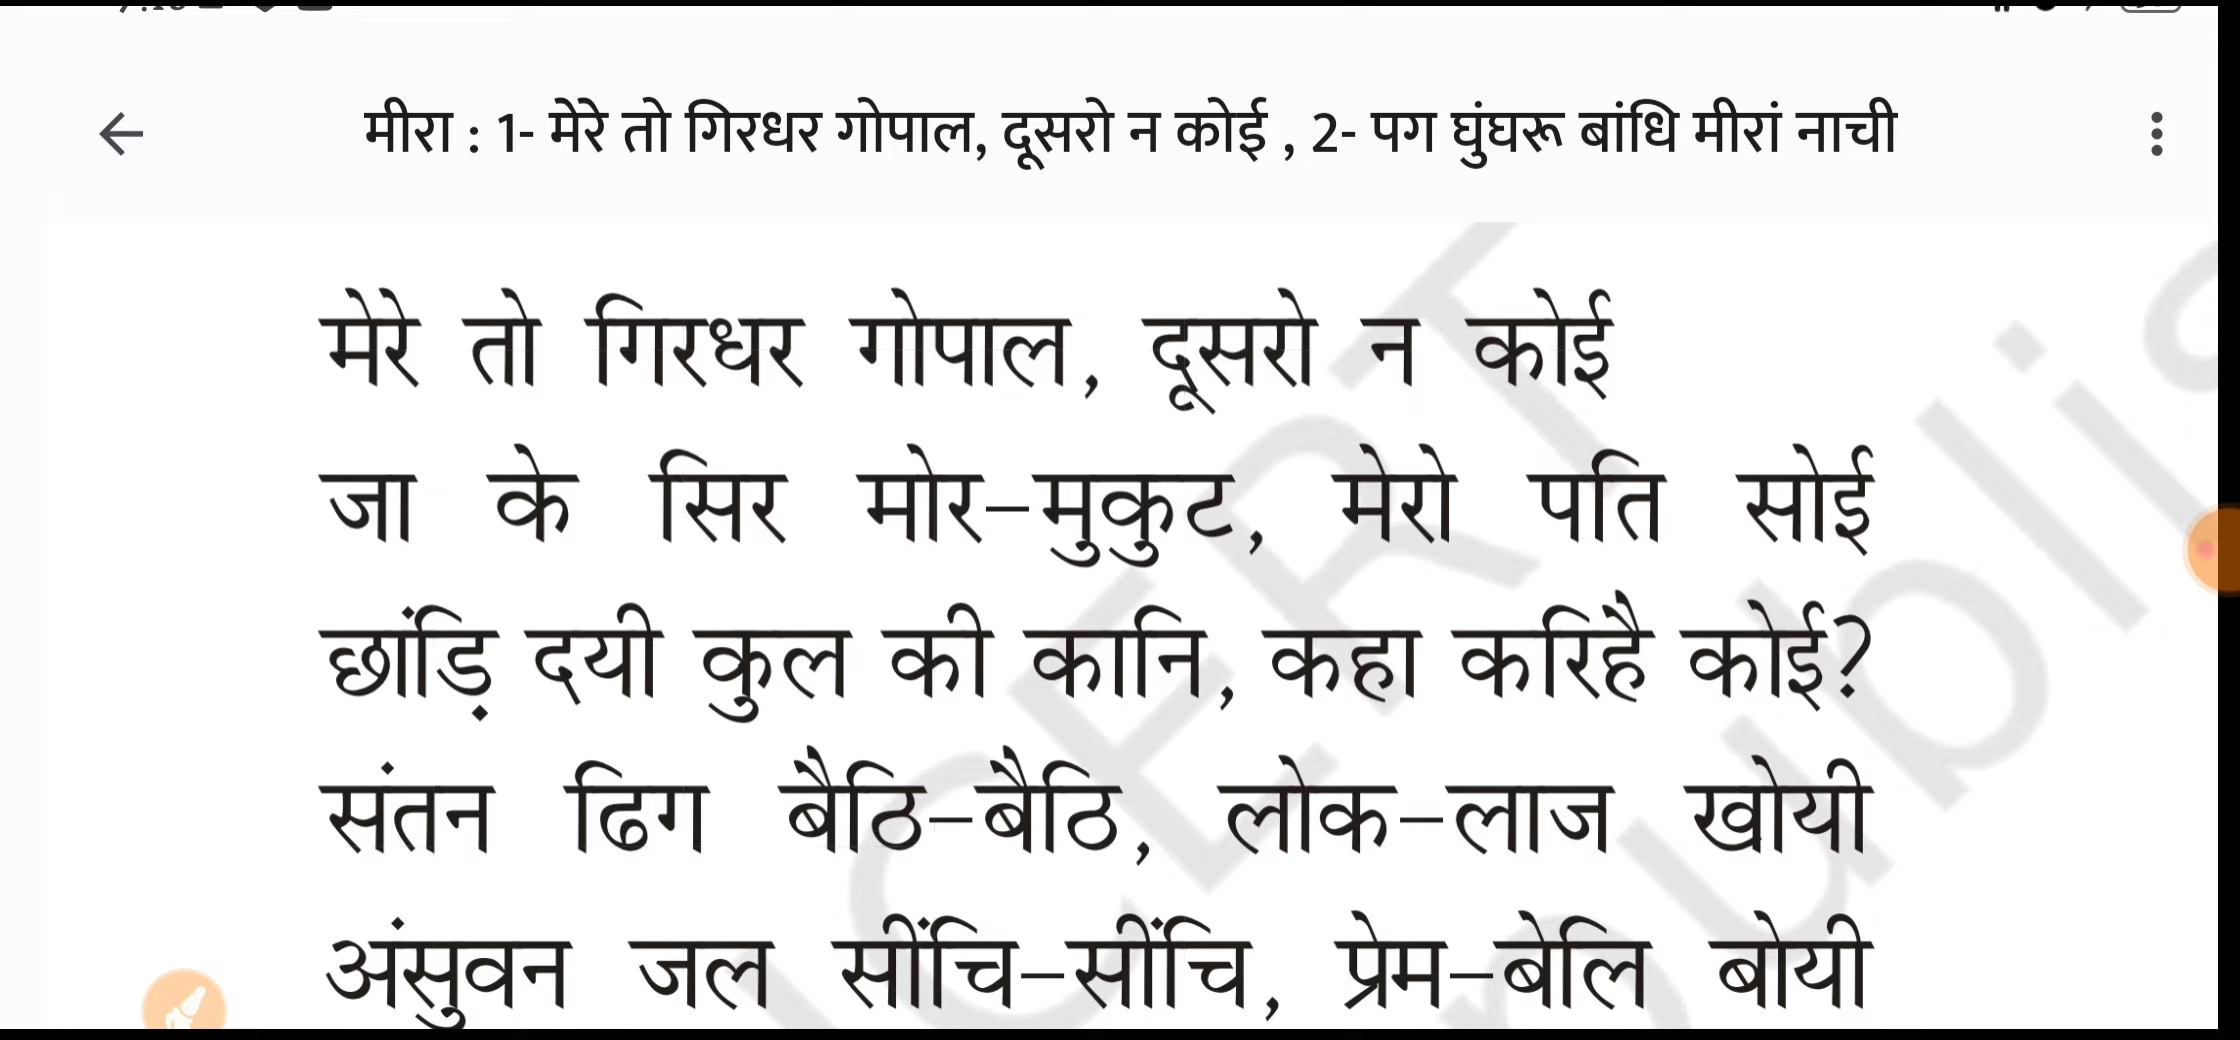 मीरा : 1- मेरे तो गिरधर गोपाल, दूसरो न कोई , 2- पग घुंघरू बांधि मीरां नाची
मेरे तो गिरधर गोपाल, दूसरो न कोई
जा के सिर मोर-मुकुट, मेरो पति सोई
छांड़ि दयी कुल की कानि, कहा करिहै कोई?
संतन ढिग बैठि-बैठि, लोक-लाज खोयी
अंसुवन जल सींचि-सींचि, प्रेम-बेलि बोयी